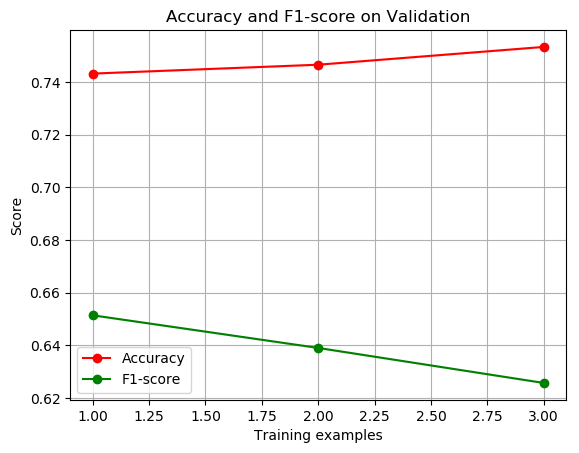 Accuracy and F1-score on Validation
Score
0.74
0.72
0.70
0.68
0.66
0.64
0.62
Accuracy
F1-score
1.00 1.25 1.50 1.75 2.00 2.25 2.50 2.75 3.00
Training examples